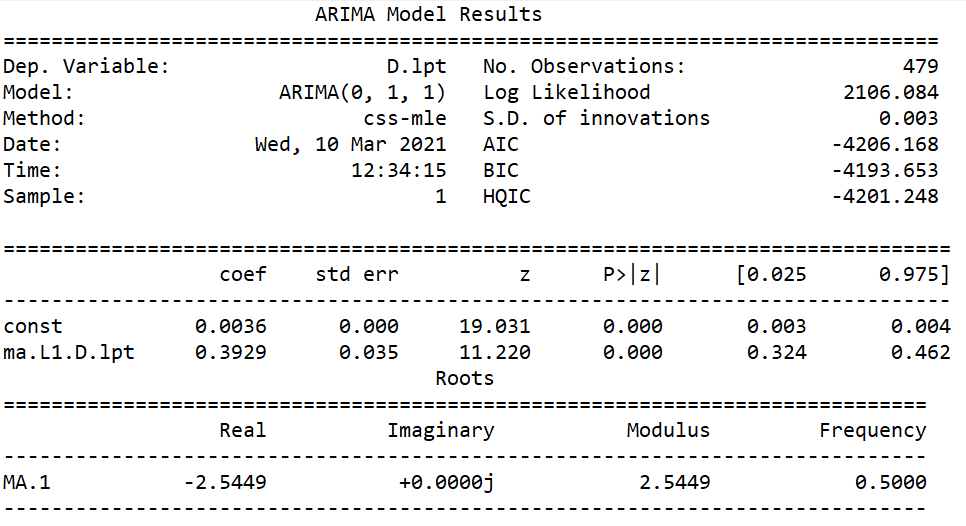 ARIMA Model Results
==============================================================================
Dep. Variable: D.lpt No. Observations: 479
Model: ARIMA(0, 1, 1) Log Likelihood 2106.084
Method: css-mle S.D. of innovations 0.003
Date: Wed, 10 Mar 2021 AIC -4206.168
Time: 12:34:15 BIC -4193.653
Sample: 1 HQIC -4201.248
===============================================================================
coef std err z P>|z| [0.025 0.975]
-------------------------------------------------------------------------------
const 0.0036 0.000 19.031 0.000 0.003 0.004
ma.L1.D.lpt 0.3929 0.035 11.220 0.000 0.324 0.462
Roots
=============================================================================
Real Imaginary Modulus Frequency
-----------------------------------------------------------------------------
MA.1 -2.5449 +0.0000j 2.5449 0.5000
-----------------------------------------------------------------------------